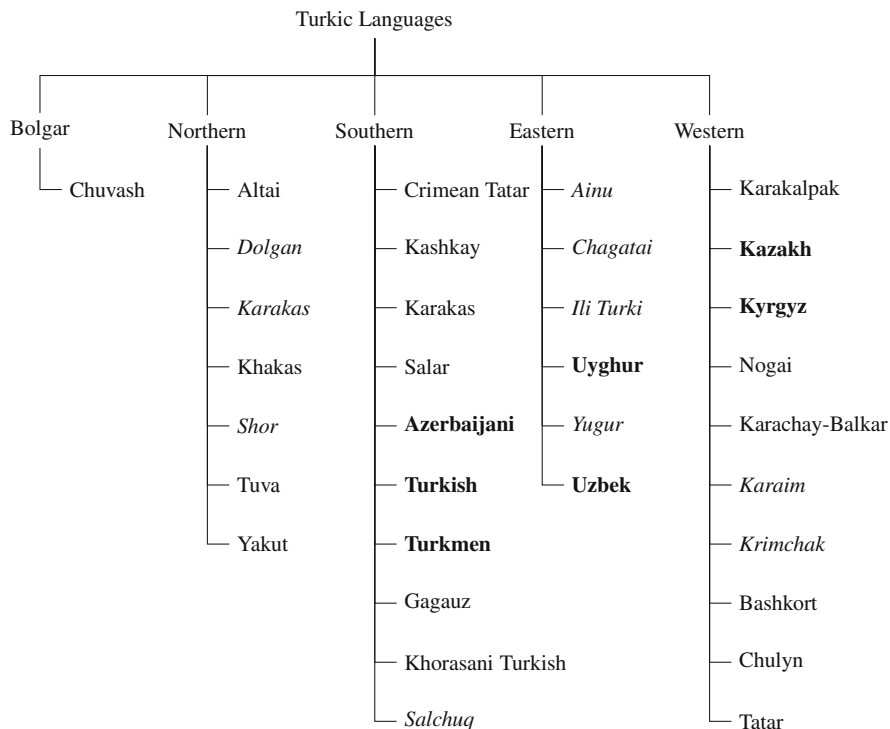 Turkic Languages
Bolgar
Northern
Southern
Eastern
Western
Chuvash
Altai
Crimean Tatar
Ainu
Karakalpak
Dolgan
Kashkay
Chagatai
Kazakh
Karakas
Karakas
Ili Turki
Kyrgyz
Khakas
Salar
Uyghur
Nogai
Shor
Azerbaijani
Yugur
Karachay-Balkar
Tuva
Turkish
Uzbek
Karaim
Yakut
Turkmen
Krimchak
Gagauz
Bashkort
Khorasani Turkish
Chulyn
Salchuq
Tatar